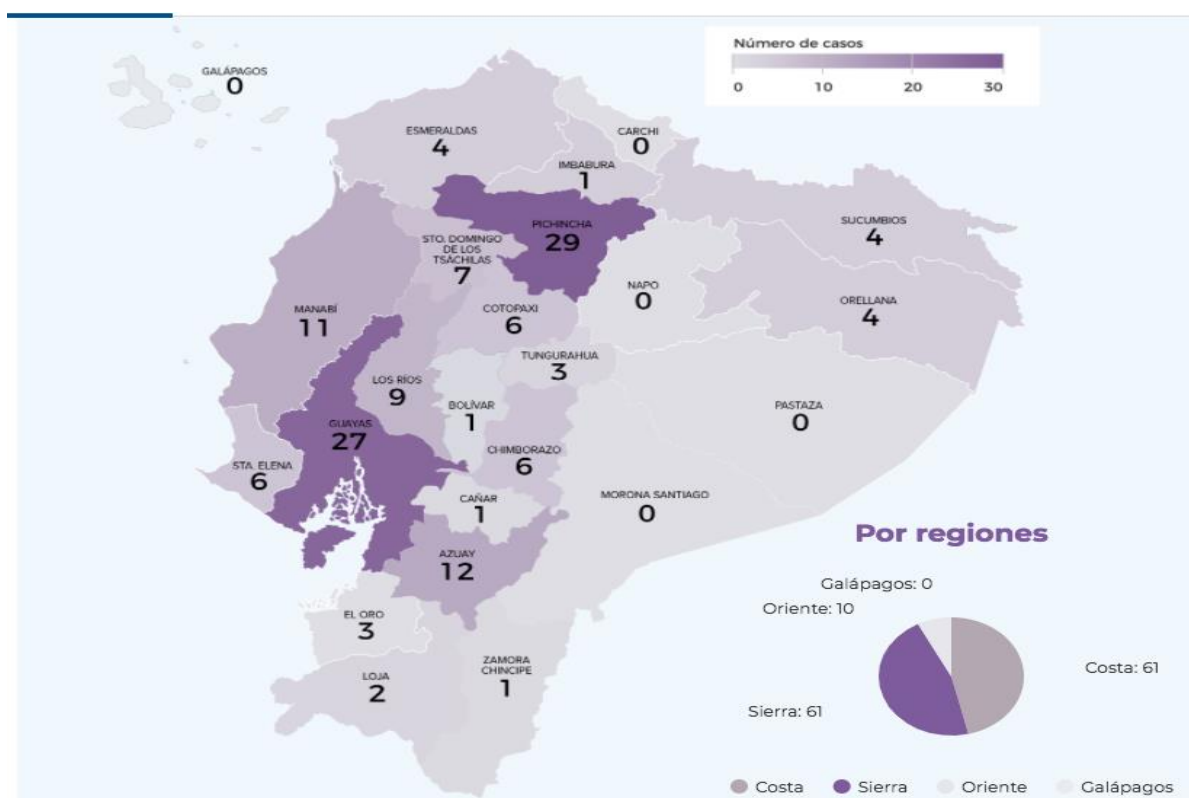 Número de casos
0 10 20 30
GALÁPAGOS
0
ESMERALDAS
4
CARCHI
0
IMBABURA
1
PICHINCHA
29
SUCUMBIOS
4
STO. DOMINGO
DE LOS
TSÁCHILAS
7
NAPO
0
ORELLANA
4
MANABÍ
11
COTOPAXI
6
TUNGURAHUA
3
LOS RÍOS
9
BOLÍVAR
1
PASTAZA
0
GUAYAS
27
CHIMBORAZO
6
STA. ELENA
6
CAÑAR
1
MORONA SANTIAGO
0
AZUAY
12
EL ORO
3
LOJA
2
ZAMORA
CHINCIPE
1
Por regiones
Galápagos: 0
Oriente: 10
Costa: 61
Sierra: 61
Costa Sierra Oriente Galápagos